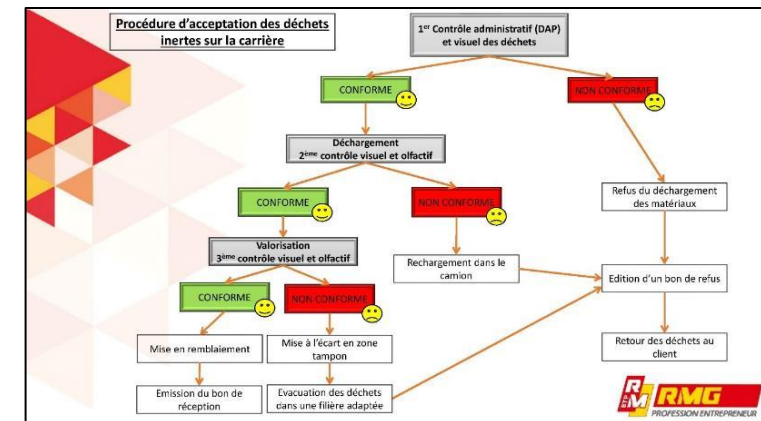 Procédure d'acceptation des déchets
inertes sur la carrière
1er Contrôle administratif (DAP)
et visuel des déchets
CONFORME
NON CONFORME
Déchargement
2ème contrôle visuel et olfactif
CONFORME
NON CONFORME
Refus du déchargement
des matériaux
Valorisation
3ème contrôle visuel et olfactif
Rechargement dans le
camion
Edition d'un bon de refus
CONFORME
NON CONFORME
Mise en remblaiement
Mise à l'écart en zone
tampon
Retour des déchets au
client
Emission du bon de
réception
Evacuation des déchets
dans une filière adaptée
ETP
RM
RMG
PROFESSION ENTREPRENEUR